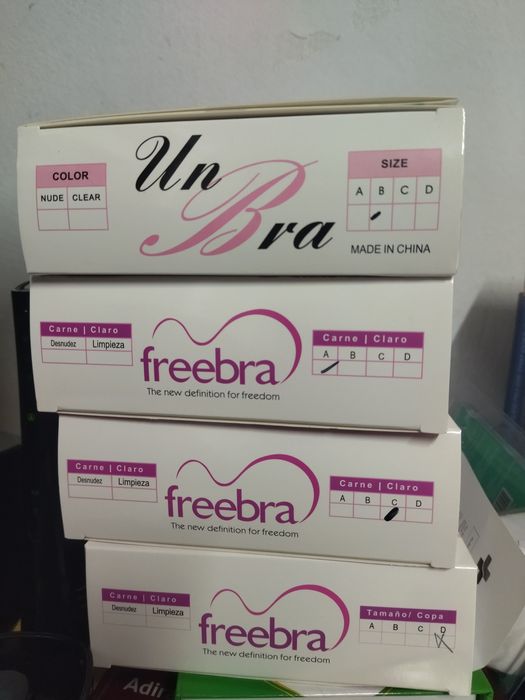 COLOR
NUDE CLEAR
Un
Bra
SIZE
A B C D
MADE IN CHINA
Carne | Claro
Desnudez Limpieza
freebra
The new definition for freedom
Carne | Claro
A B C D
Carne | Claro
Desnudez Limpieza
freebra
The new definition for freedom
Carne | Claro
A B C D
Carne | Claro
Desnudez Limpieza
freebra
The new definition for freedom
Tamaño/ Copa
A B C D
Adir